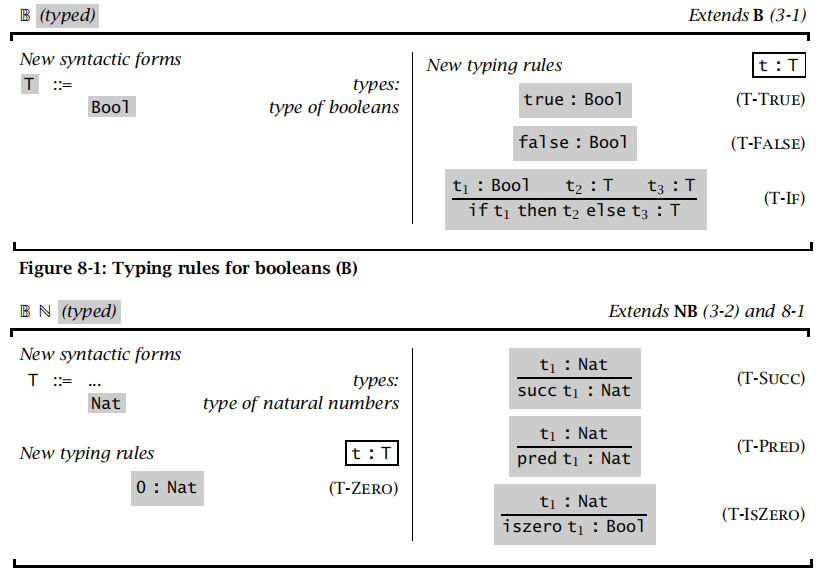 𝔹 (typed) Extends B (3-1)
New syntactic forms
T ::= types:
Bool type of booleans
New typing rules t : T
true : Bool (T-TRUE)
false : Bool (T-FALSE)
t₁ : Bool t₂ : T t₃ : T
if t₁ then t₂ else t₃ : T (T-IF)
Figure 8-1: Typing rules for booleans (B)
𝔹 ℕ (typed) Extends NB (3-2) and 8-1
New syntactic forms
T ::= ... types:
Nat type of natural numbers
New typing rules t : T
0 : Nat (T-ZERO)
t₁ : Nat
succ t₁ : Nat (T-SUCC)
t₁ : Nat
pred t₁ : Nat (T-PRED)
t₁ : Nat
iszero t₁ : Bool (T-ISZERO)